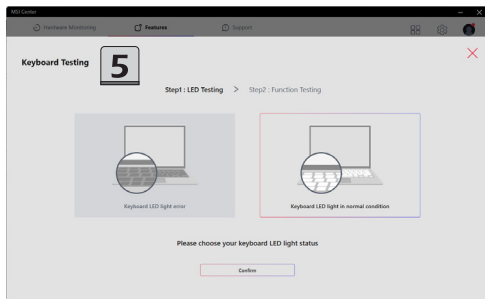 MSI Center
Hardware Monitoring
Features
Support
Keyboard Testing
5
Step1 : LED Testing > Step2 : Function Testing
Keyboard LED light error
Keyboard LED light in normal condition
Please choose your keyboard LED light status
Confirm